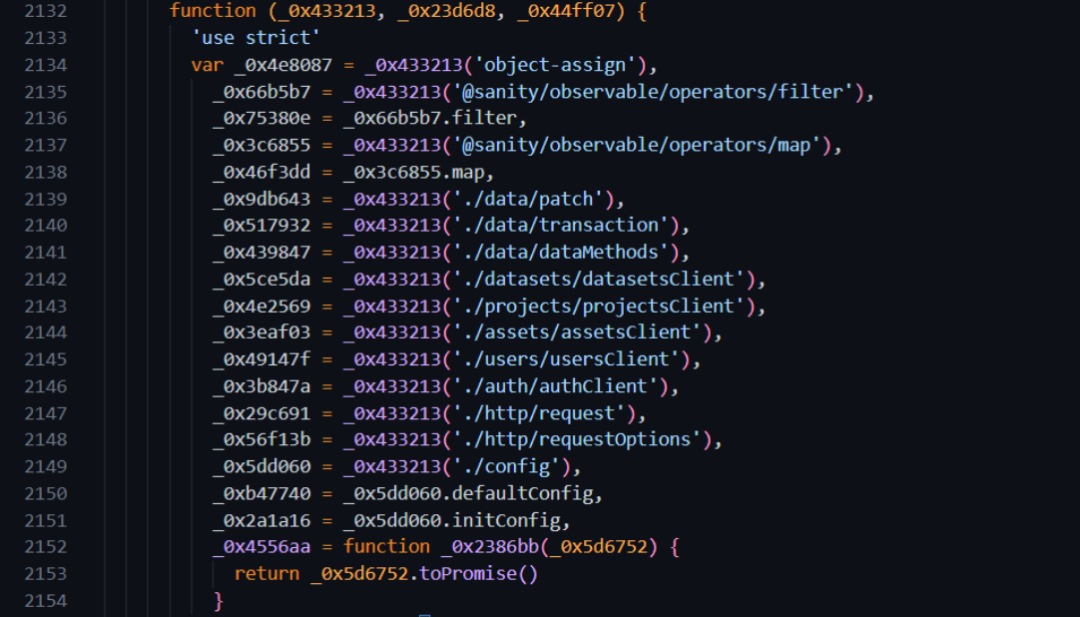 2132 function (_0x433213, _0x23d6d8, _0x44ff07) {
2133 'use strict'
2134 var _0x4e8087 = _0x433213('object-assign'),
2135 _0x66b5b7 = _0x433213('@sanity/observable/operators/filter'),
2136 _0x75380e = _0x66b5b7.filter,
2137 _0x3c6855 = _0x433213('@sanity/observable/operators/map'),
2138 _0x46f3dd = _0x3c6855.map,
2139 _0x9db643 = _0x433213('./data/patch'),
2140 _0x517932 = _0x433213('./data/transaction'),
2141 _0x439847 = _0x433213('./data/dataMethods'),
2142 _0x5ce5da = _0x433213('./datasets/datasetsClient'),
2143 _0x4e2569 = _0x433213('./projects/projectsClient'),
2144 _0x3eaf03 = _0x433213('./assets/assetsClient'),
2145 _0x49147f = _0x433213('./users/usersClient'),
2146 _0x3b847a = _0x433213('./auth/authClient'),
2147 _0x29c691 = _0x433213('./http/request'),
2148 _0x56f13b = _0x433213('./http/requestOptions'),
2149 _0x5dd060 = _0x433213('./config'),
2150 _0xb47740 = _0x5dd060.defaultConfig,
2151 _0x2a1a16 = _0x5dd060.initConfig,
2152 _0x4556aa = function _0x2386bb(_0x5d6752) {
2153 return _0x5d6752.toPromise()
2154 }